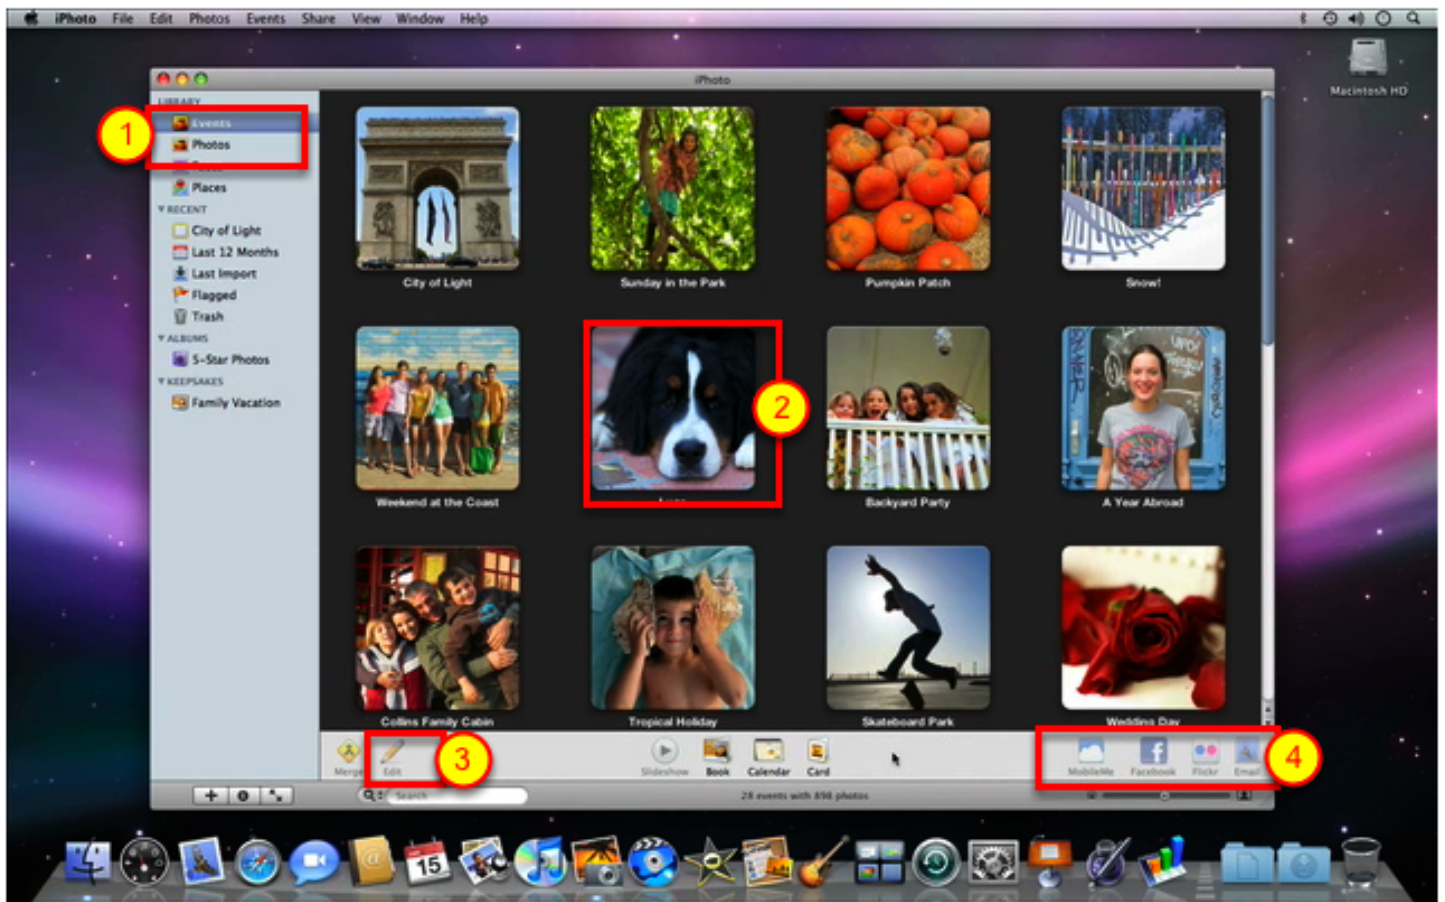 iPhoto File Edit Photos Events Share View Window Help
Macintosh HD
iPhoto
LIBRARY
Events
Photos
Places
RECENT
City of Light
Last 12 Months
Last Import
Flagged
Trash
ALBUMS
5-Star Photos
KEEPSAKES
Family Vacation
1
City of Light
Sunday in the Park
Pumpkin Patch
Snow!
2
Weekend at the Coast
Backyard Party
A Year Abroad
Collins Family Cabin
Tropical Holiday
Skateboard Park
Wedding Day
Merge
Edit
3
Slideshow
Book
Calendar
Card
MobileMe
Facebook
Flickr
Email
4
Search
28 events with 898 photos
15